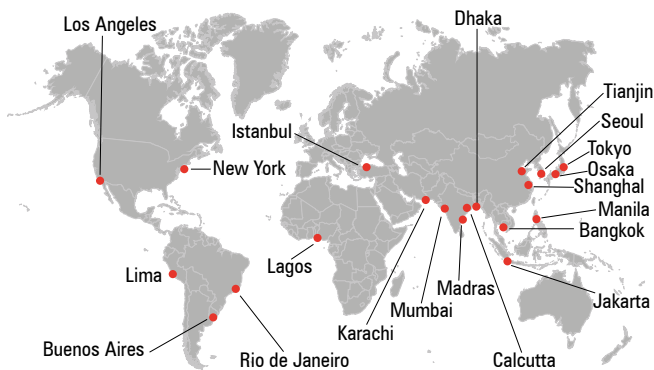 Dhaka
Los Angeles
Tianjin
Seoul
Istanbul
Tokyo
New York
Osaka
Shanghal
Manila
Bangkok
Lagos
Lima
Madras
Jakarta
Mumbai
Karachi
Buenos Aires
Rio de Janeiro
Calcutta